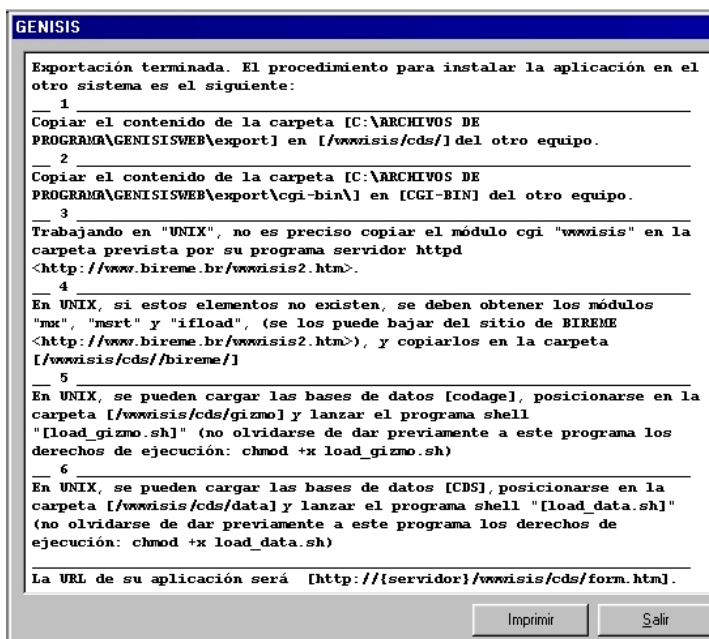 GENISIS
Exportación terminada. El procedimiento para instalar la aplicación en el
otro sistema es el siguiente:
__ 1 ____
Copiar el contenido de la carpeta [C:\ARCHIVOS DE
PROGRAMA\GENISISWEB\export] en [/wwwisis/cds/] del otro equipo.
__ 2 ____
Copiar el contenido de la carpeta [C:\ARCHIVOS DE
PROGRAMA\GENISISWEB\export\cgi-bin\] en [CGI-BIN] del otro equipo.
__ 3 ____
Trabajando en "UNIX", no es preciso copiar el módulo cgi "wwwisis" en la
carpeta prevista por su programa servidor httpd
<http://www.bireme.br/wwwisis2.htm>.
__ 4 ____
En UNIX, si estos elementos no existen, se deben obtener los módulos
"mx", "msrt" y "ifload", (se los puede bajar del sitio de BIREME
<http://www.bireme.br/wwwisis2.htm>), y copiarlos en la carpeta
[/wwwisis/cds//bireme/]
__ 5 ____
En UNIX, se pueden cargar las bases de datos [codage], posicionarse en la
carpeta [/wwwisis/cds/gizmo] y lanzar el programa shell
"[load_gizmo.sh]" (no olvidarse de dar previamente a este programa los
derechos de ejecución: chmod +x load_gizmo.sh)
__ 6 ____
En UNIX, se pueden cargar las bases de datos [CDS], posicionarse en la
carpeta [/wwwisis/cds/data] y lanzar el programa shell "[load_data.sh]"
(no olvidarse de dar previamente a este programa los derechos de
ejecución: chmod +x load_data.sh)
La URL de su aplicación será [http://{servidor}/wwwisis/cds/form.htm].
Imprimir Salir